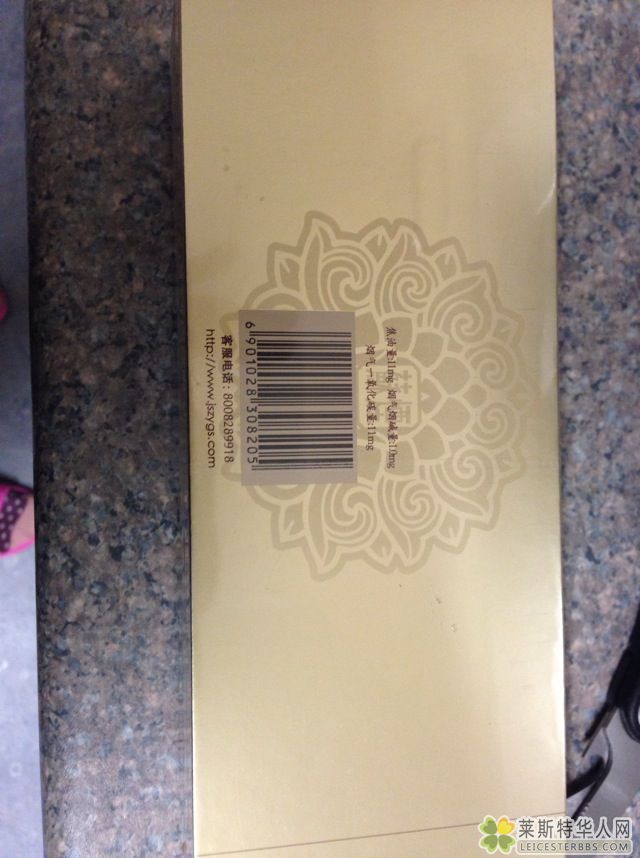 焦油量:11mg 烟气烟碱量:1.0mg
烟气一氧化碳量:11mg
6 901028 308205
客服电话：8008289918
http://www.jszygs.com
莱斯特华人网
LEICESTERBBS.COM